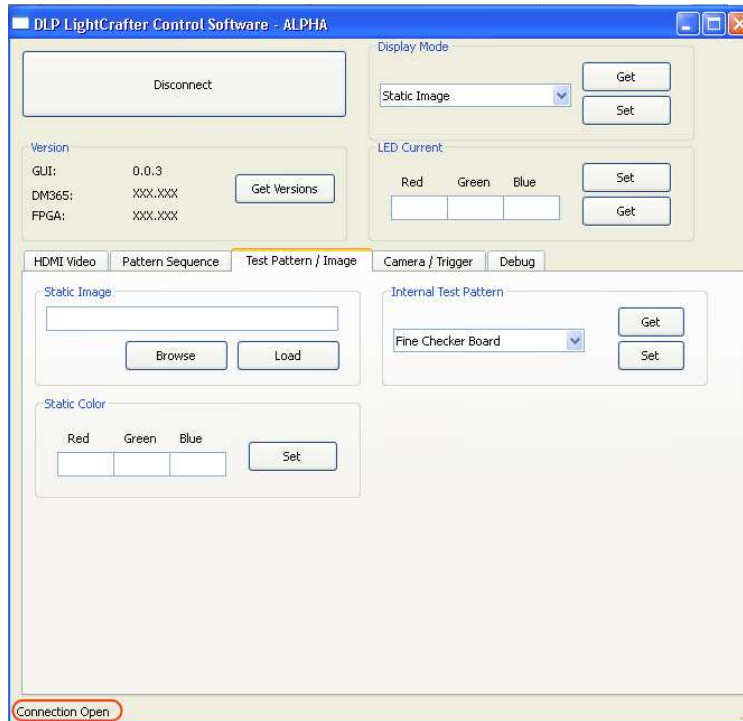 DLP LightCrafter Control Software - ALPHA
Disconnect
Display Mode
Static Image
Get
Set
Version
GUI: 0.0.3
DM365: XXX.XXX
FPGA: XXX.XXX
Get Versions
LED Current
Red Green Blue
Set
Get
HDMI Video Pattern Sequence Test Pattern / Image Camera / Trigger Debug
Static Image
Browse Load
Internal Test Pattern
Fine Checker Board
Get
Set
Static Color
Red Green Blue
Set
Connection Open